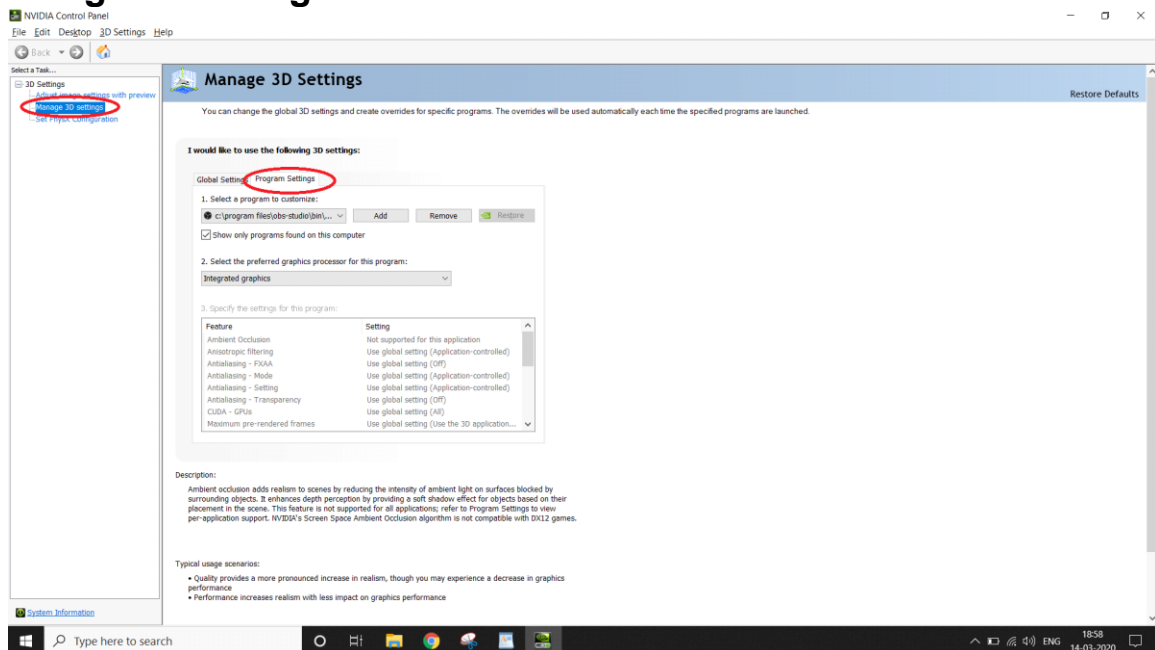 NVIDIA Control Panel
File Edit Desktop 3D Settings Help
Back
Select a Task...
3D Settings
Adjust image settings with preview
Manage 3D settings
Set PhysX Configuration
System Information
Manage 3D Settings
Restore Defaults
You can change the global 3D settings and create overrides for specific programs. The overrides will be used automatically each time the specified programs are launched.
I would like to use the following 3D settings:
Global Settings Program Settings
1. Select a program to customize:
c:\program files\obs-studio\bin\... Add Remove Restore
Show only programs found on this computer
2. Select the preferred graphics processor for this program:
Integrated graphics
3. Specify the settings for this program:
Feature Setting
Ambient Occlusion Not supported for this application
Anisotropic filtering Use global setting (Application-controlled)
Antialiasing - FXAA Use global setting (Off)
Antialiasing - Mode Use global setting (Application-controlled)
Antialiasing - Setting Use global setting (Application-controlled)
Antialiasing - Transparency Use global setting (Off)
CUDA - GPUs Use global setting (All)
Maximum pre-rendered frames Use global setting (Use the 3D application...
Description:
Ambient occlusion adds realism to scenes by reducing the intensity of ambient light on surfaces blocked by
surrounding objects. It enhances depth perception by providing a soft shadow effect for objects based on their
placement in the scene. This feature is not supported for all applications; refer to Program Settings to view
per-application support. NVIDIA's Screen Space Ambient Occlusion algorithm is not compatible with DX12 games.
Typical usage scenarios:
• Quality provides a more pronounced increase in realism, though you may experience a decrease in graphics
performance
• Performance increases realism with less impact on graphics performance
Type here to search
ENG
18:58
14-03-2020